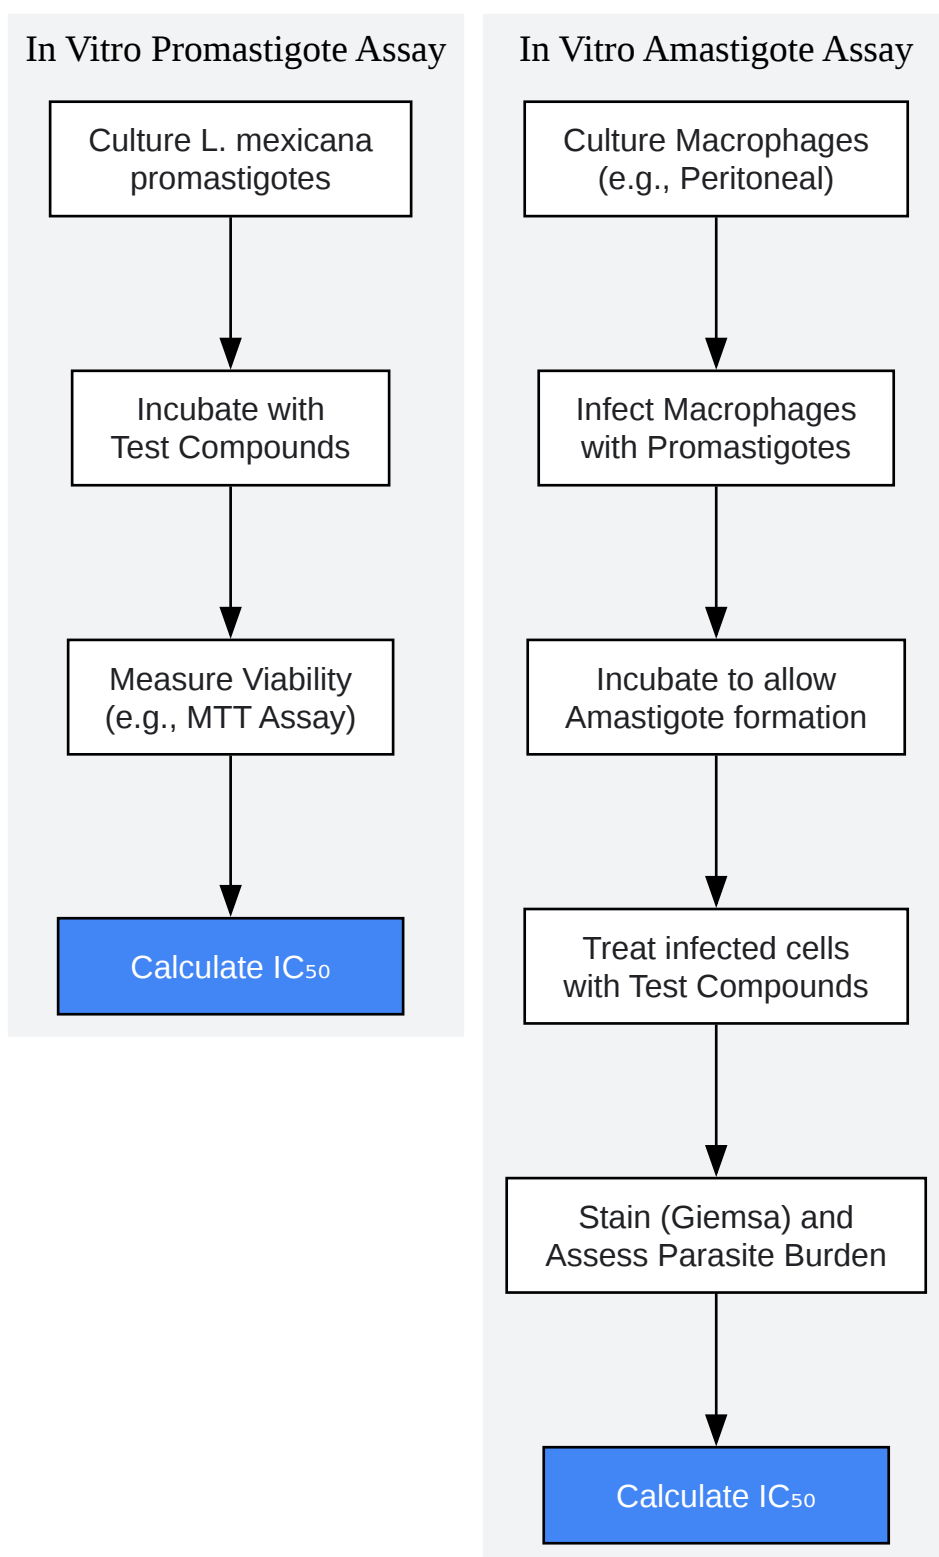 In Vitro Promastigote Assay
Culture L. mexicana
promastigotes
Incubate with
Test Compounds
Measure Viability
(e.g., MTT Assay)
Calculate IC₅₀
In Vitro Amastigote Assay
Culture Macrophages
(e.g., Peritoneal)
Infect Macrophages
with Promastigotes
Incubate to allow
Amastigote formation
Treat infected cells
with Test Compounds
Stain (Giemsa) and
Assess Parasite Burden
Calculate IC₅₀